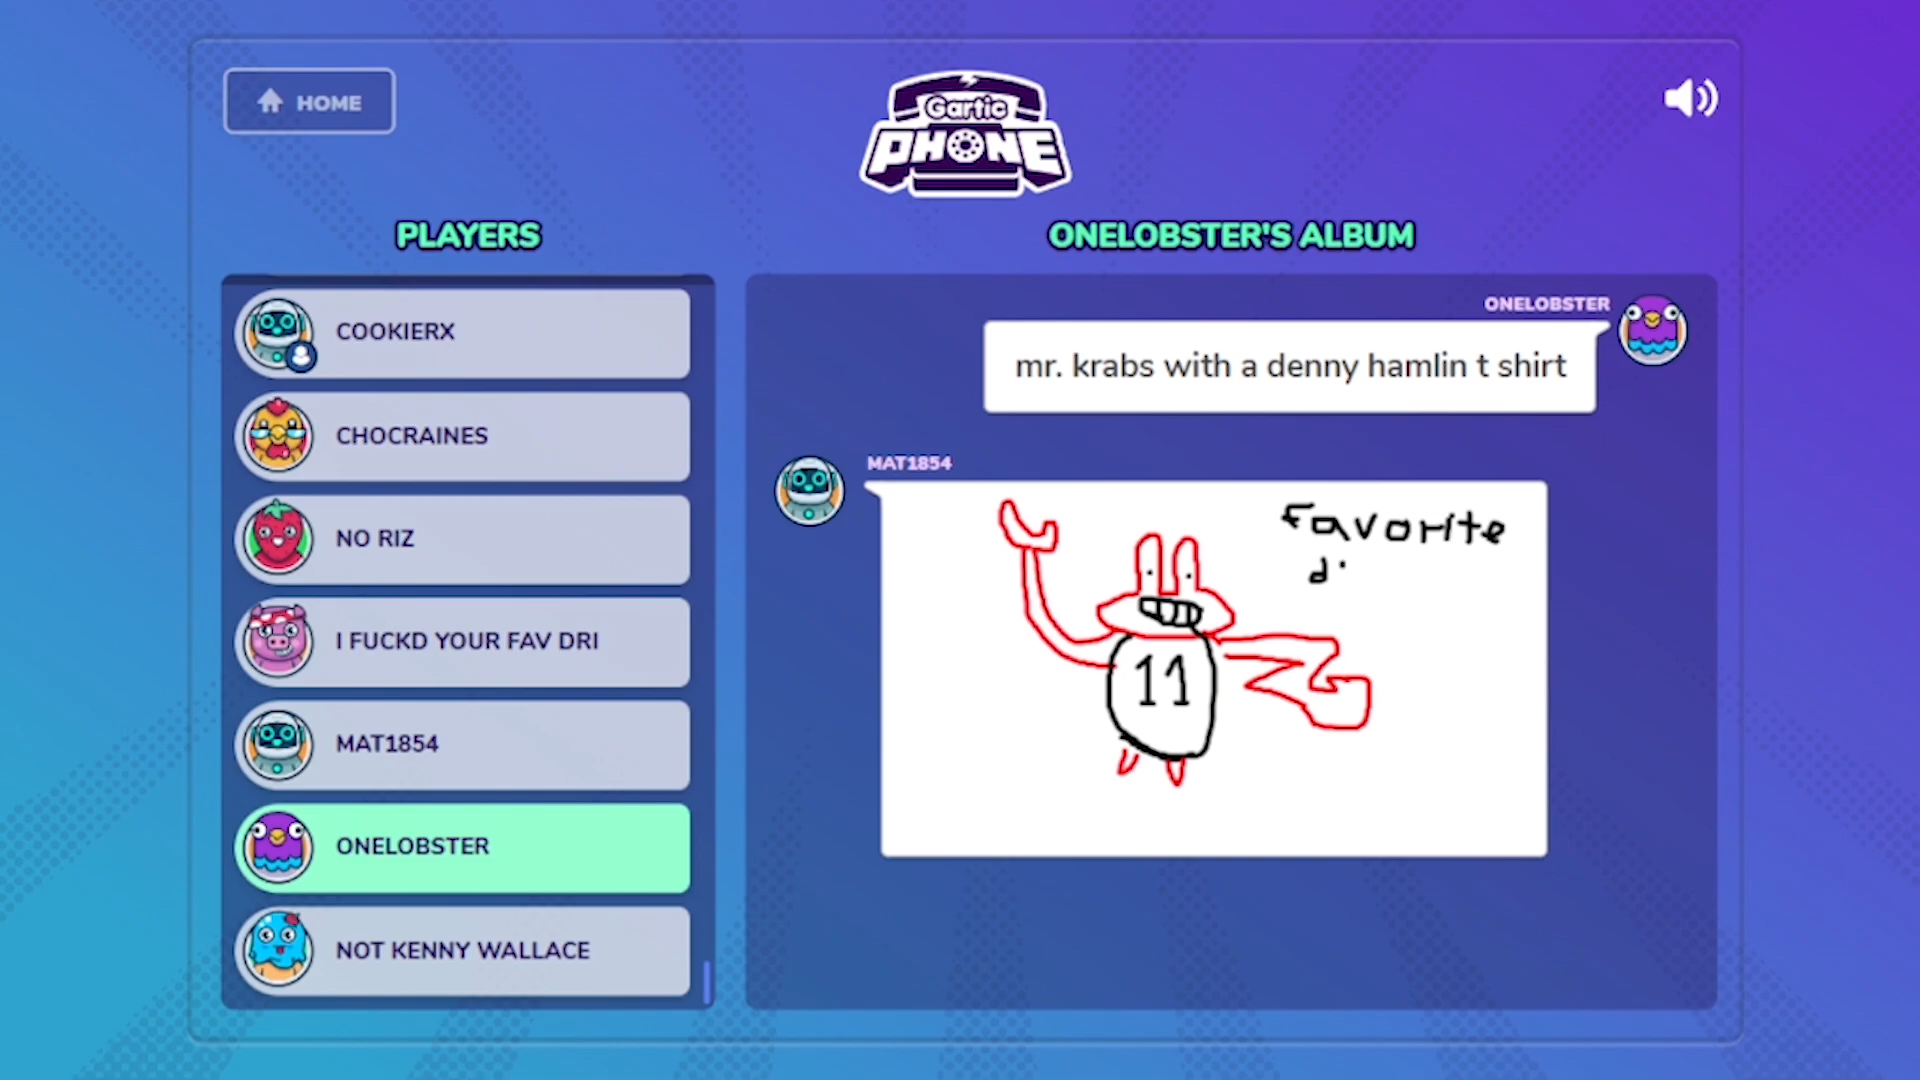 HOME
Gartic
PHONE
PLAYERS
COOKIERX
CHOCRAINES
NO RIZ
I FUCKD YOUR FAV DRI
MAT1854
ONELOBSTER
NOT KENNY WALLACE
ONELOBSTER'S ALBUM
ONELOBSTER
mr. krabs with a denny hamlin t shirt
MAT1854
Favorite
di
11